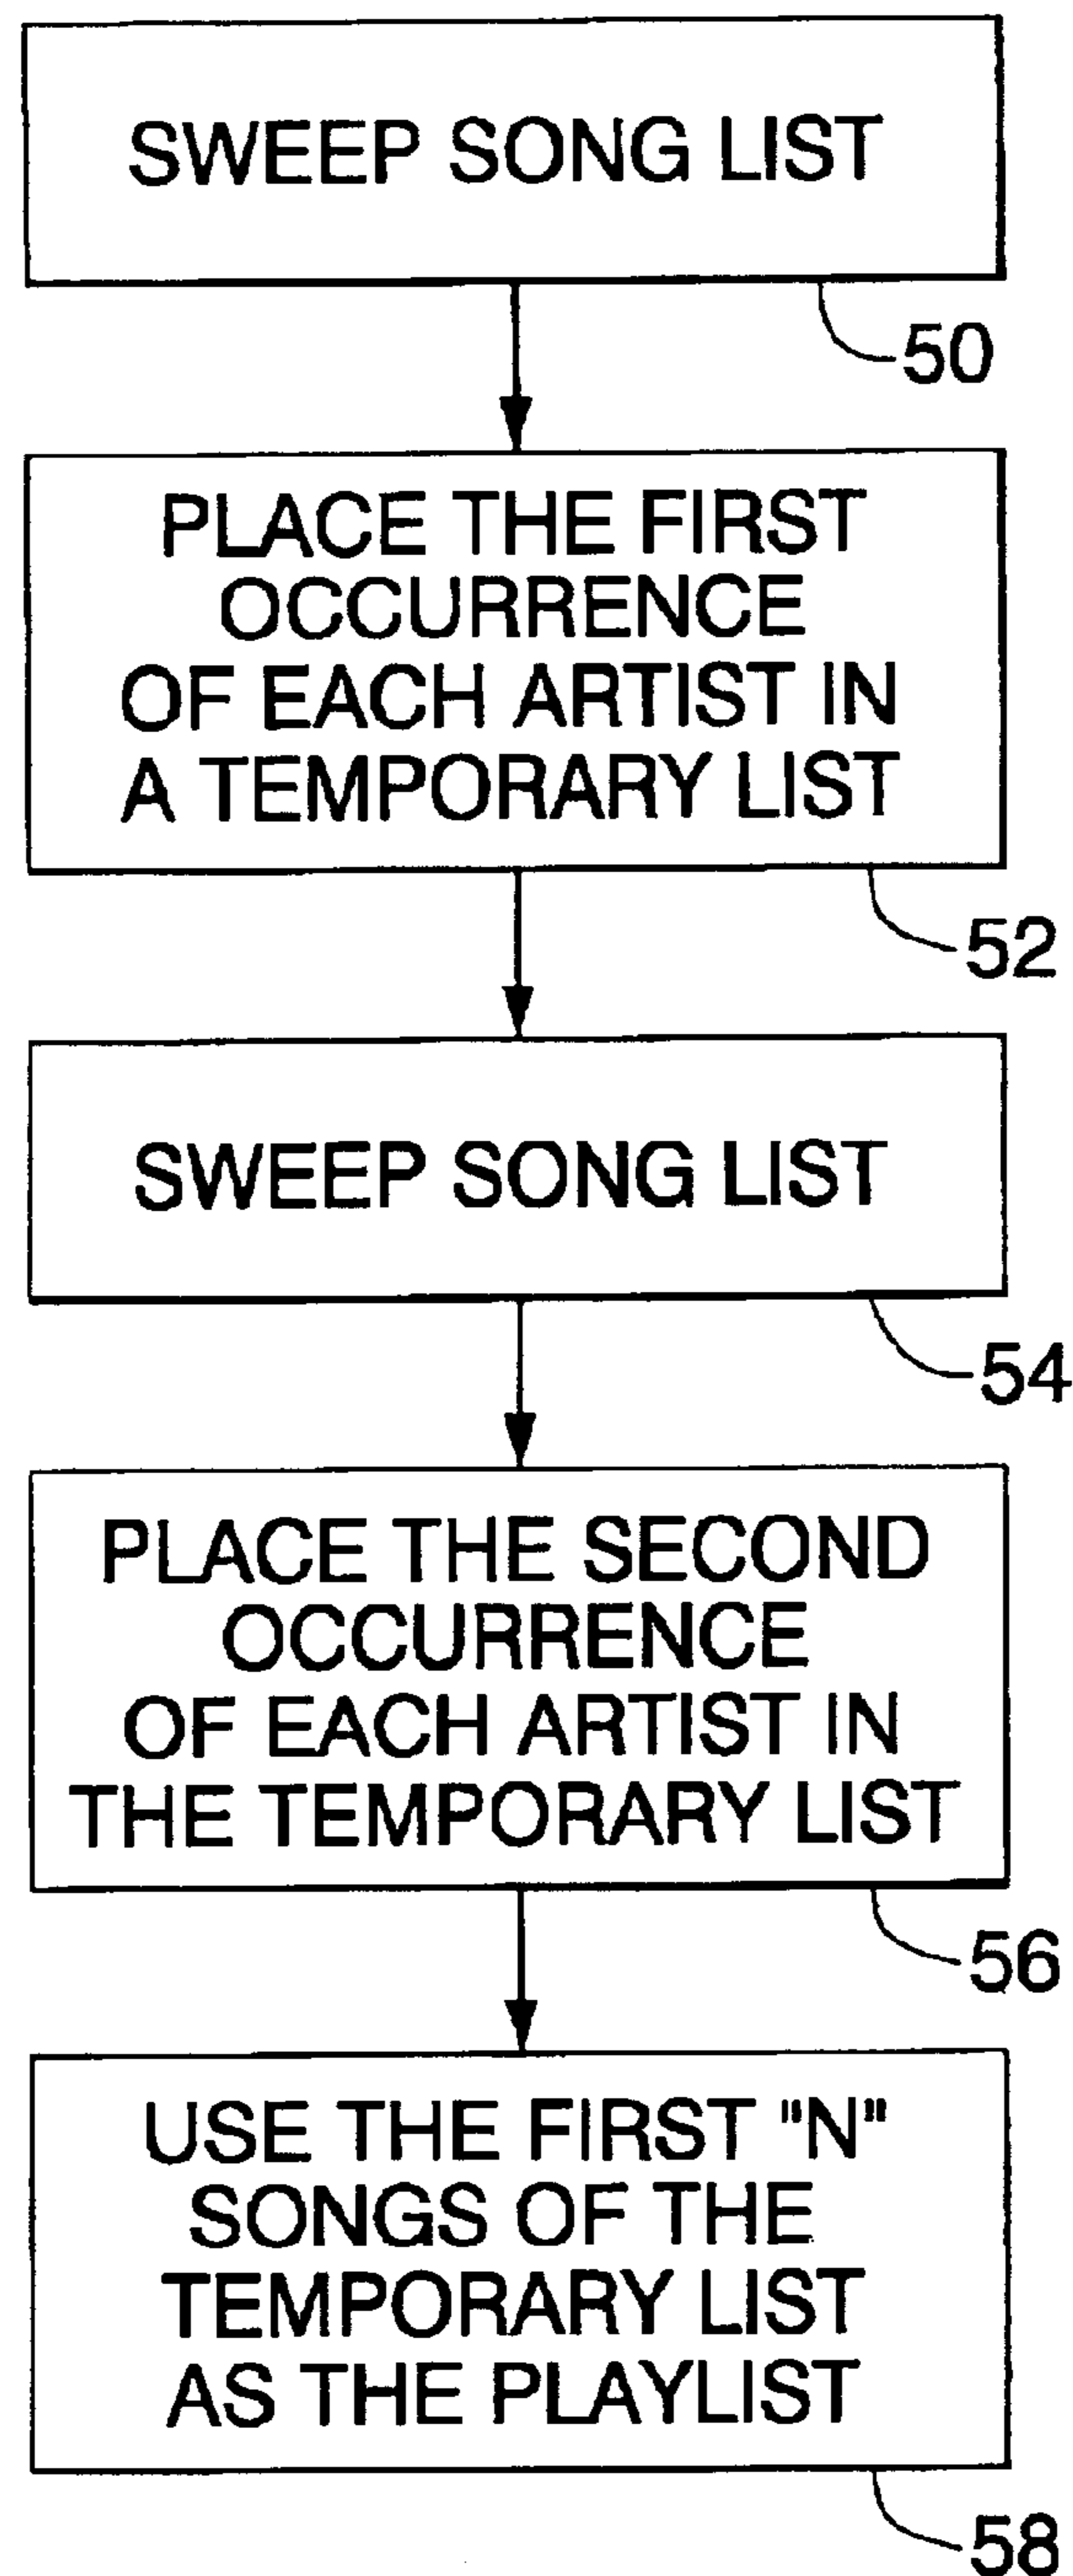 SWEEP SONG LIST
50
PLACE THE FIRST
OCCURRENCE
OF EACH ARTIST IN
A TEMPORARY LIST
52
SWEEP SONG LIST
54
PLACE THE SECOND
OCCURRENCE
OF EACH ARTIST IN
THE TEMPORARY LIST
56
USE THE FIRST "N"
SONGS OF THE
TEMPORARY LIST
AS THE PLAYLIST
58